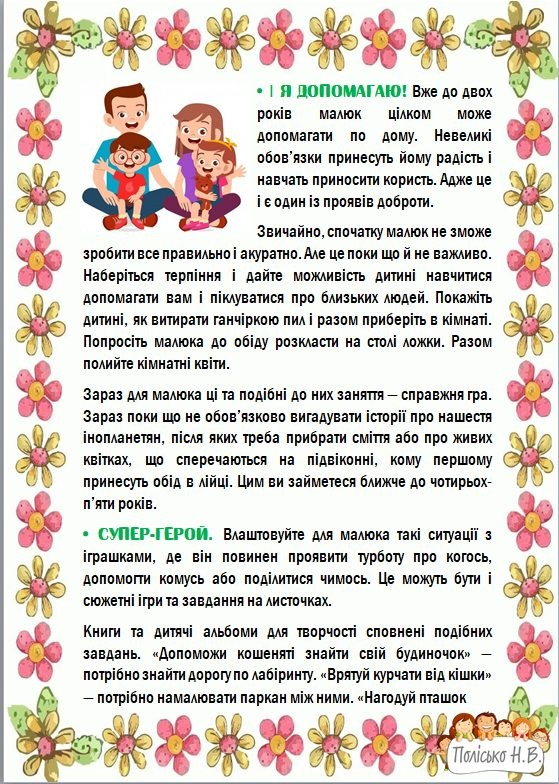 • І Я ДОПОМАГАЮ! Вже до двох
років малюк цілком може
допомагати по дому. Невеликі
обов’язки принесуть йому радість і
навчать приносити користь. Адже це
і є один із проявів доброти.
Звичайно, спочатку малюк не зможе
зробити все правильно і акуратно. Але це поки що й не важливо.
Наберіться терпіння і дайте можливість дитині навчитися
допомагати вам і піклуватися про близьких людей. Покажіть
дитині, як витирати ганчіркою пил і разом приберіть в кімнаті.
Попросіть малюка до обіду розкласти на столі ложки. Разом
полийте кімнатні квіти.
Зараз для малюка ці та подібні до них заняття — справжня гра.
Зараз поки що не обов’язково вигадувати історії про нашестя
інопланетян, після яких треба прибрати сміття або про живих
квітках, що сперечаються на підвіконні, кому першому
принесуть обід в лійці. Цим ви займетеся ближче до чотирьох-
п’яти років.
• СУПЕР-ГЕРОЙ. Влаштовуйте для малюка такі ситуації з
іграшками, де він повинен проявити турботу про когось,
допомогти комусь або поділитися чимось. Це можуть бути і
сюжетні ігри та завдання на листочках.
Книги та дитячі альбоми для творчості сповнені подібних
завдань. «Допоможи кошеняті знайти свій будиночок» —
потрібно знайти дорогу по лабіринту. «Врятуй курчати від кішки»
— потрібно намалювати паркан між ними. «Нагодуй пташок
Полісько Н.В.